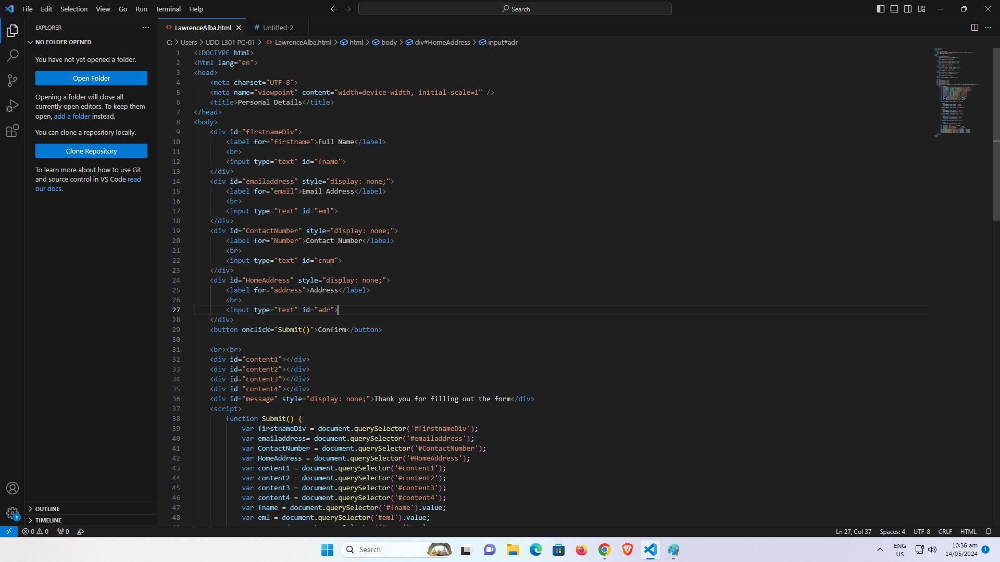 File Edit Selection View Go Run Terminal Help
Search
EXPLORER
NO FOLDER OPENED
You have not yet opened a folder.
Open Folder
Opening a folder will close all
currently open editors. To keep them
open, add a folder instead.
You can clone a repository locally.
Clone Repository
To learn more about how to use Git
and source control in VS Code read
our docs.
OUTLINE
TIMELINE
LawrenceAlba.html
# Untitled-2
C: > Users > UDD L301 PC-01 > LawrenceAlba.html > html > body > div#HomeAddress > input#adr
1 <!DOCTYPE html>
2 <html lang="en">
3 <head>
4 <meta charset="UTF-8">
5 <meta name="viewpoint" content="width=device-width, initial-scale=1" />
6 <title>Personal Details</title>
7 </head>
8 <body>
9 <div id="firstnameDiv">
10 <label for="firstname">Full Name</label>
11 <br>
12 <input type="text" id="fname">
13 </div>
14 <div id="emailaddress" style="display: none;">
15 <label for="email">Email Address</label>
16 <br>
17 <input type="text" id="eml">
18 </div>
19 <div id="ContactNumber" style="display: none;">
20 <label for="Number">Contact Number</label>
21 <br>
22 <input type="text" id="cnum">
23 </div>
24 <div id="HomeAddress" style="display: none;">
25 <label for="address">Address</label>
26 <br>
27 <input type="text" id="adr">
28 </div>
29 <button onclick="Submit()">Confirm</button>
30
31 <br><br>
32 <div id="content1"></div>
33 <div id="content2"></div>
34 <div id="content3"></div>
35 <div id="content4"></div>
36 <div id="message" style="display: none;">Thank you for filling out the form</div>
37 <script>
38 function Submit() {
39 var firstnameDiv = document.querySelector('#firstnameDiv');
40 var emailaddress= document.querySelector('#emailaddress');
41 var ContactNumber = document.querySelector('#ContactNumber');
42 var HomeAddress = document.querySelector('#HomeAddress');
43 var content1 = document.querySelector('#content1');
44 var content2 = document.querySelector('#content2');
45 var content3 = document.querySelector('#content3');
46 var content4 = document.querySelector('#content4');
47 var fname = document.querySelector('#fname').value;
48 var eml = document.querySelector('#eml').value;
1
0 0 0
Ln 27, Col 37 Spaces: 4 UTF-8 CRLF HTML
Search
ENG
US
10:36 am
14/05/2024
1